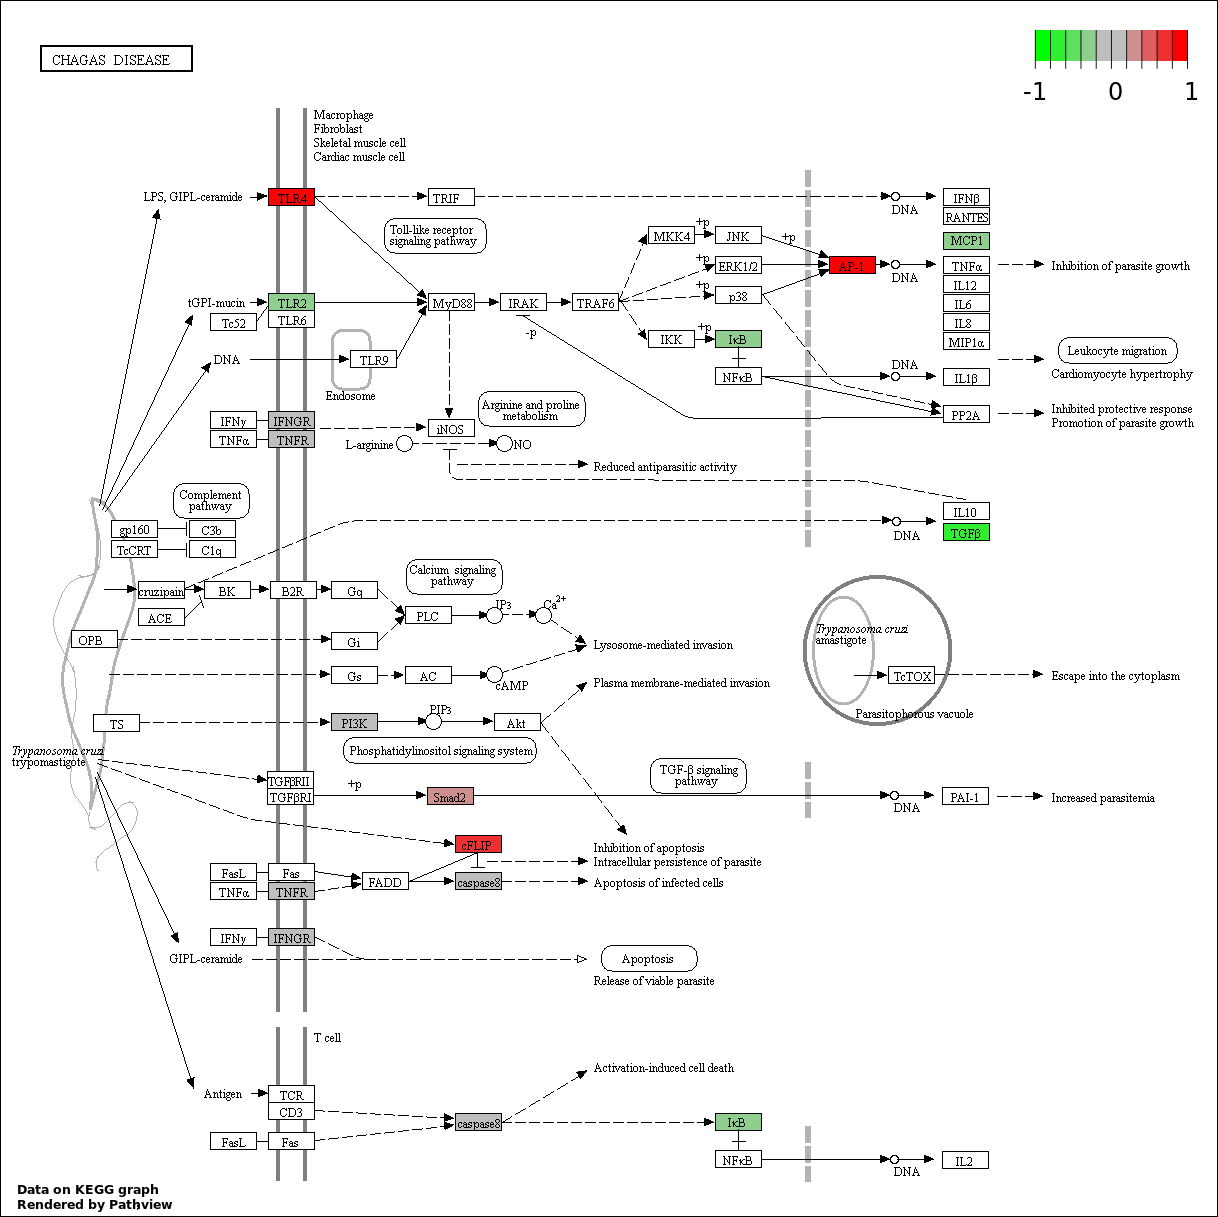 CHAGAS DISEASE
-1 0 1
Macrophage
Fibroblast
Skeletal muscle cell
Cardiac muscle cell
LPS, GIPL-ceramide
TLR4
TRIF
DNA
IFNβ
RANTES
Toll-like receptor
signaling pathway
MKK4
+p
JNK
+p
MCP1
+p
ERK1/2
AP-1
DNA
TNFα
Inhibition of parasite growth
IL12
tGPI-mucin
TLR2
MyD88
IRAK
TRAF6
+p
p38
IL6
Tc52
TLR6
-p
+p
IL8
IKK
IκB
MIP1α
DNA
TLR9
Endosome
Leukocyte migration
DNA
NFκB
IL1β
Cardiomyocyte hypertrophy
Arginine and proline
metabolism
PP2A
Inhibited protective response
Promotion of parasite growth
IFNγ
IFNGR
TNFα
TNFR
iNOS
L-arginine
NO
Reduced antiparasitic activity
Complement
pathway
gp160
C3b
TcCRT
C1q
IL10
DNA
TGFβ
Calcium signaling
pathway
cruzipain
BK
B2R
Gq
ACE
PLC
IP3
Ca2+
OPB
Gi
Lysosome-mediated invasion
Trypanosoma cruzi
amastigote
Gs
AC
cAMP
Plasma membrane-mediated invasion
TcTOX
Escape into the cytoplasm
Parasitophorous vacuole
TS
PI3K
PIP3
Akt
Phosphatidylinositol signaling system
Trypanosoma cruzi
trypomastigote
TGFβRII
TGFβRI
+p
Smad2
TGF-β signaling
pathway
DNA
PAI-1
Increased parasitemia
cFLIP
Inhibition of apoptosis
Intracellular persistence of parasite
FasL
Fas
FADD
caspase8
Apoptosis of infected cells
TNFα
TNFR
IFNγ
IFNGR
GIPL-ceramide
Apoptosis
Release of viable parasite
T cell
Activation-induced cell death
Antigen
TCR
CD3
caspase8
IκB
FasL
Fas
NFκB
DNA
IL2
Data on KEGG graph
Rendered by Pathview